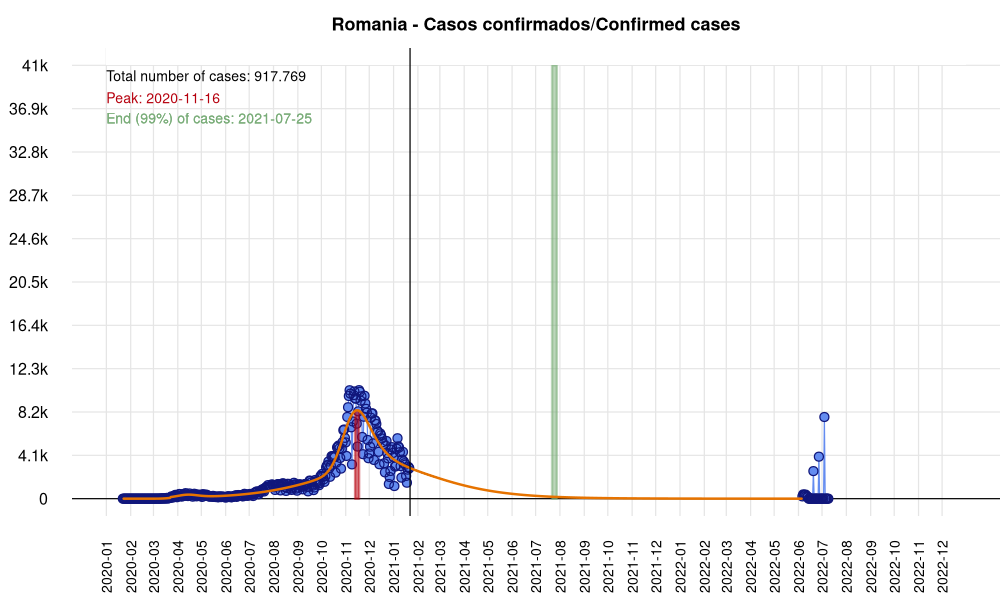 Romania - Casos confirmados/Confirmed cases
41k
36.9k
32.8k
28.7k
24.6k
20.5k
16.4k
12.3k
8.2k
4.1k
0
Total number of cases: 917.769
Peak: 2020-11-16
End (99%) of cases: 2021-07-25
2020-01
2020-02
2020-03
2020-04
2020-05
2020-06
2020-07
2020-08
2020-09
2020-10
2020-11
2020-12
2021-01
2021-02
2021-03
2021-04
2021-05
2021-06
2021-07
2021-08
2021-09
2021-10
2021-11
2021-12
2022-01
2022-02
2022-03
2022-04
2022-05
2022-06
2022-07
2022-08
2022-09
2022-10
2022-11
2022-12